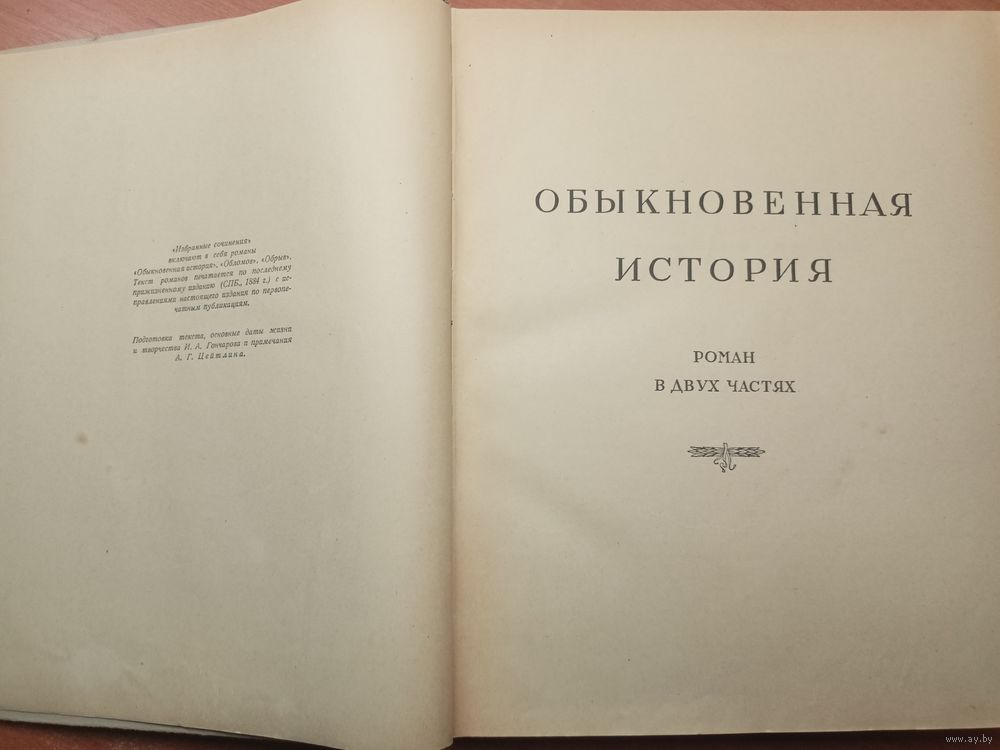 «Избранные сочинения»
включают в себя романы
«Обыкновенная история», «Обломов», «Обрыв».
Текст романов печатается по последнему
прижизненному изданию (СПБ., 1884 г.) с ис-
правлениями настоящего издания по первопе-
чатным публикациям.
Подготовка текста, основные даты жизни
и творчества И. А. Гончарова и примечания
А. Г. Цейтлина.
ОБЫКНОВЕННАЯ
ИСТОРИЯ
РОМАН
В ДВУХ ЧАСТЯХ
www.ay.by